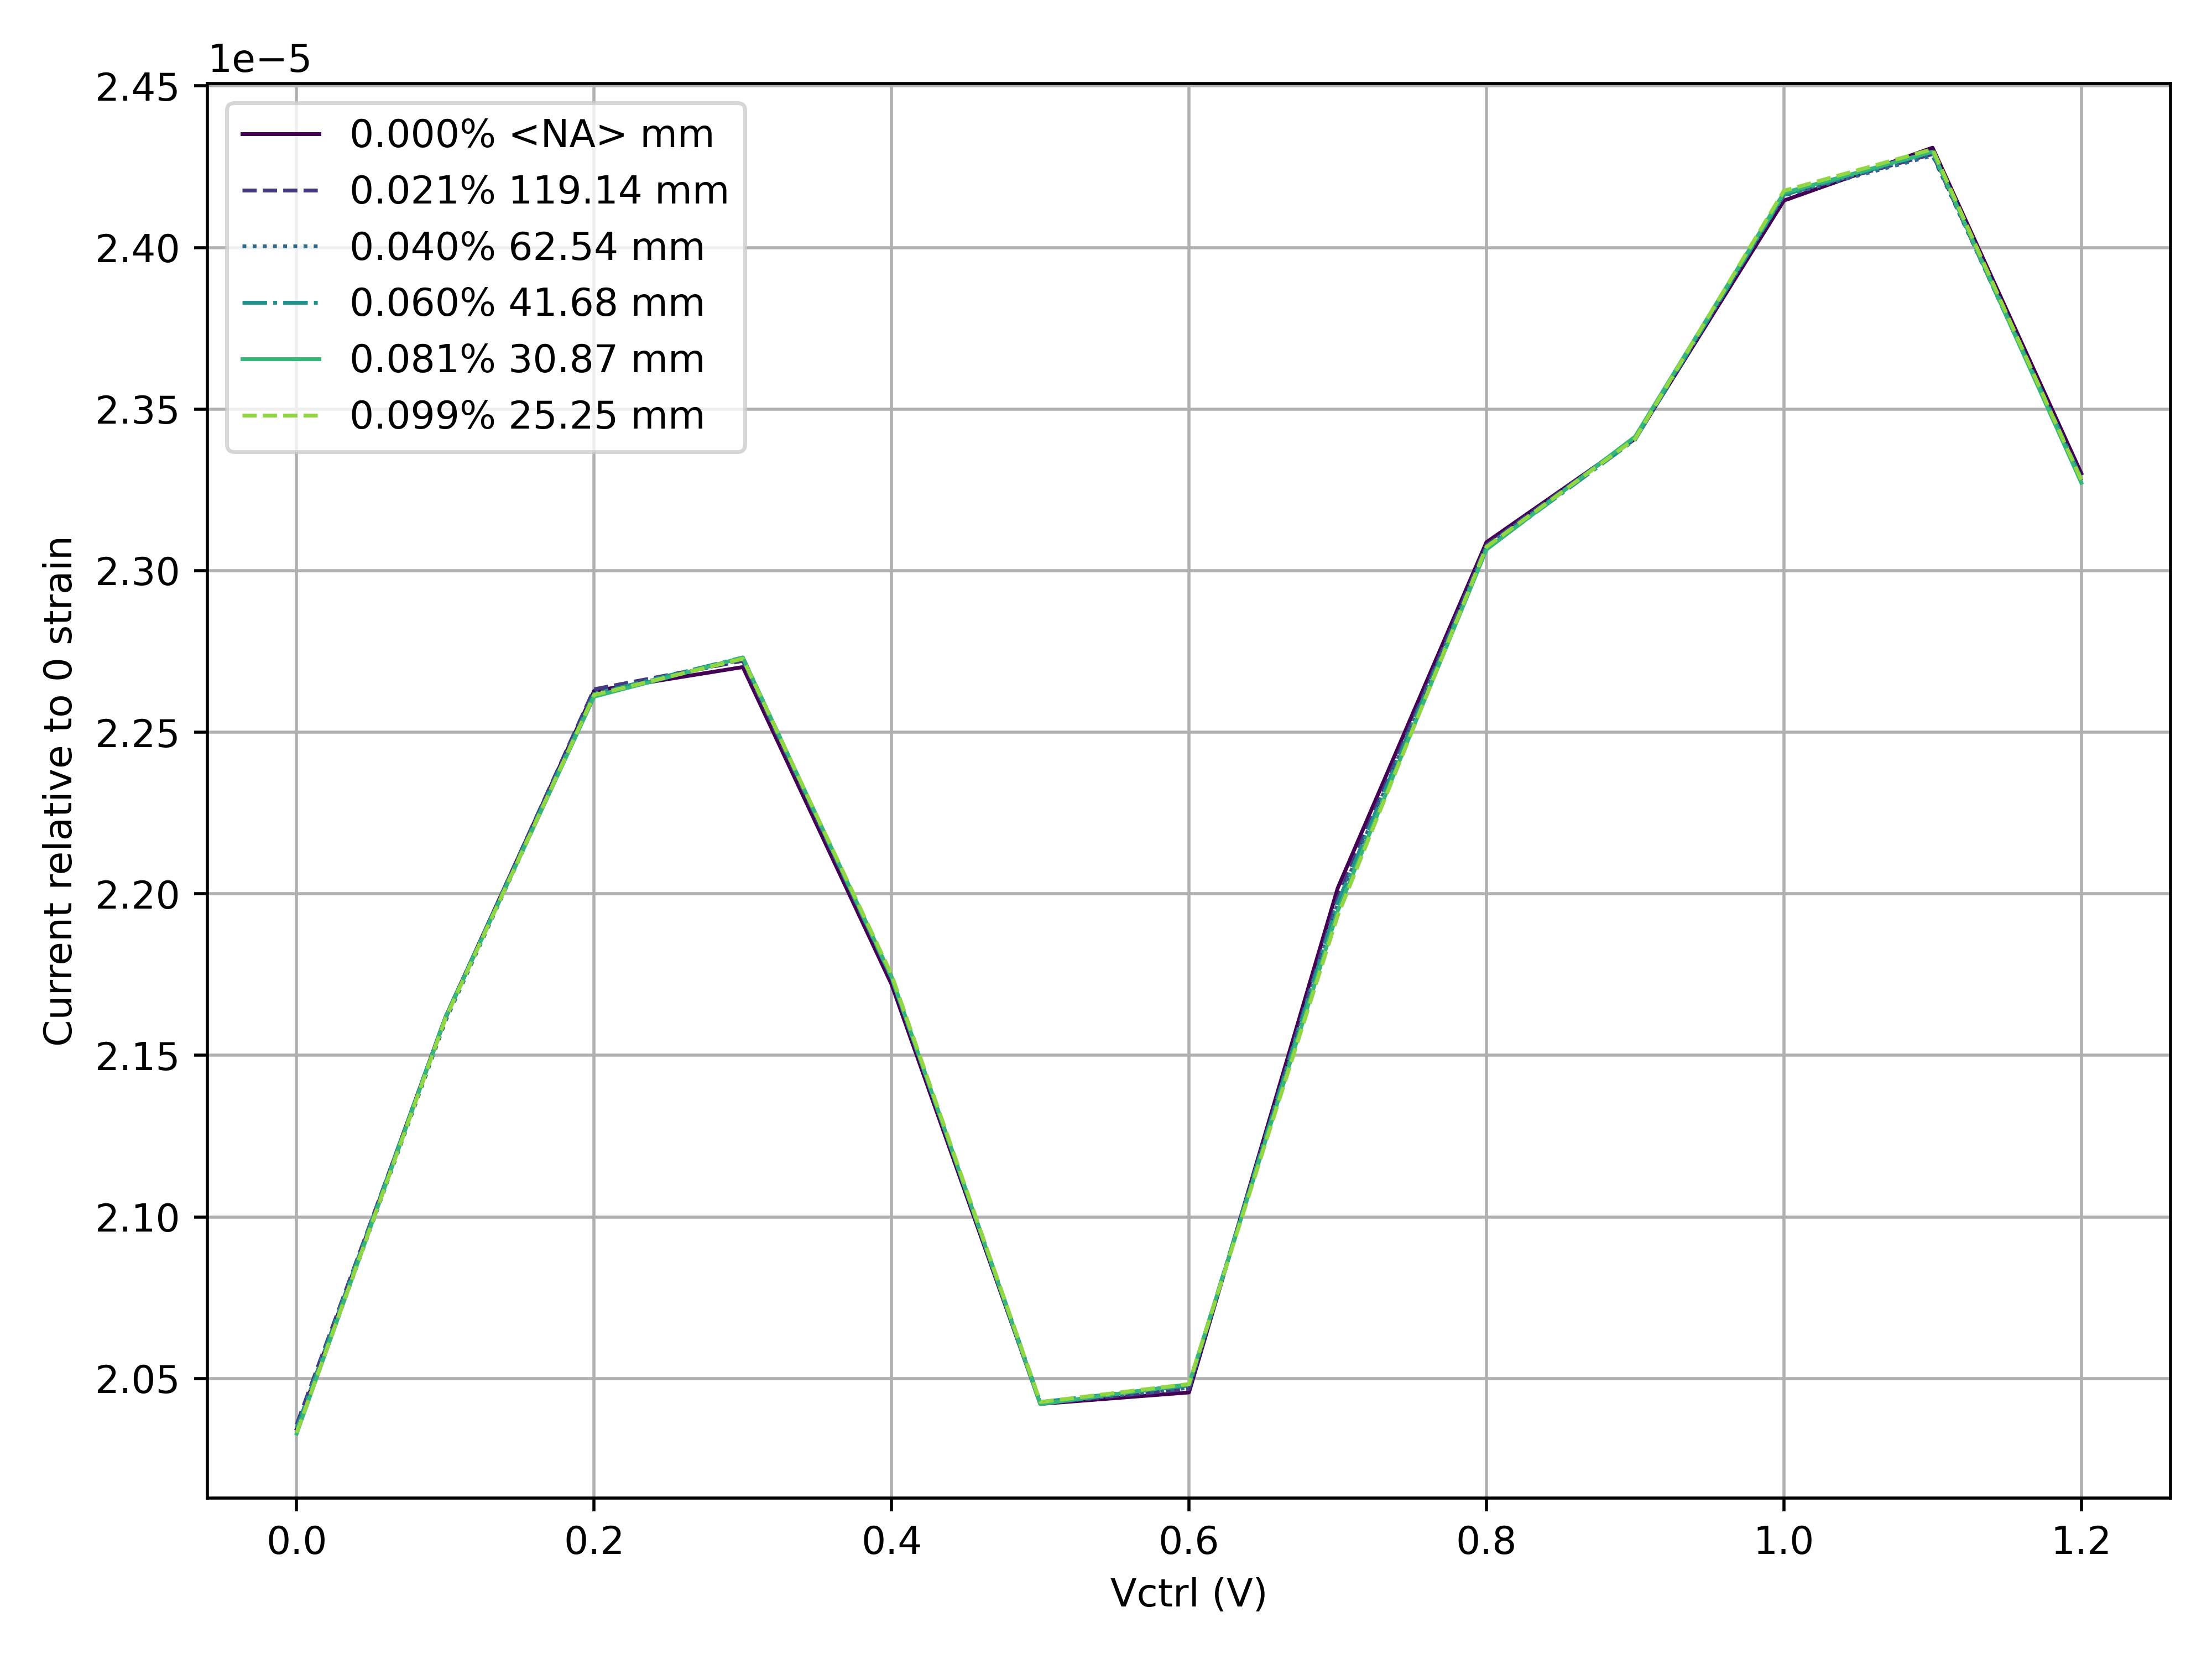 1e−5
2.45
2.40
2.35
2.30
2.25
2.20
2.15
2.10
2.05
Current relative to 0 strain
0.000% <NA> mm
0.021% 119.14 mm
0.040% 62.54 mm
0.060% 41.68 mm
0.081% 30.87 mm
0.099% 25.25 mm
0.0 0.2 0.4 0.6 0.8 1.0 1.2
Vctrl (V)